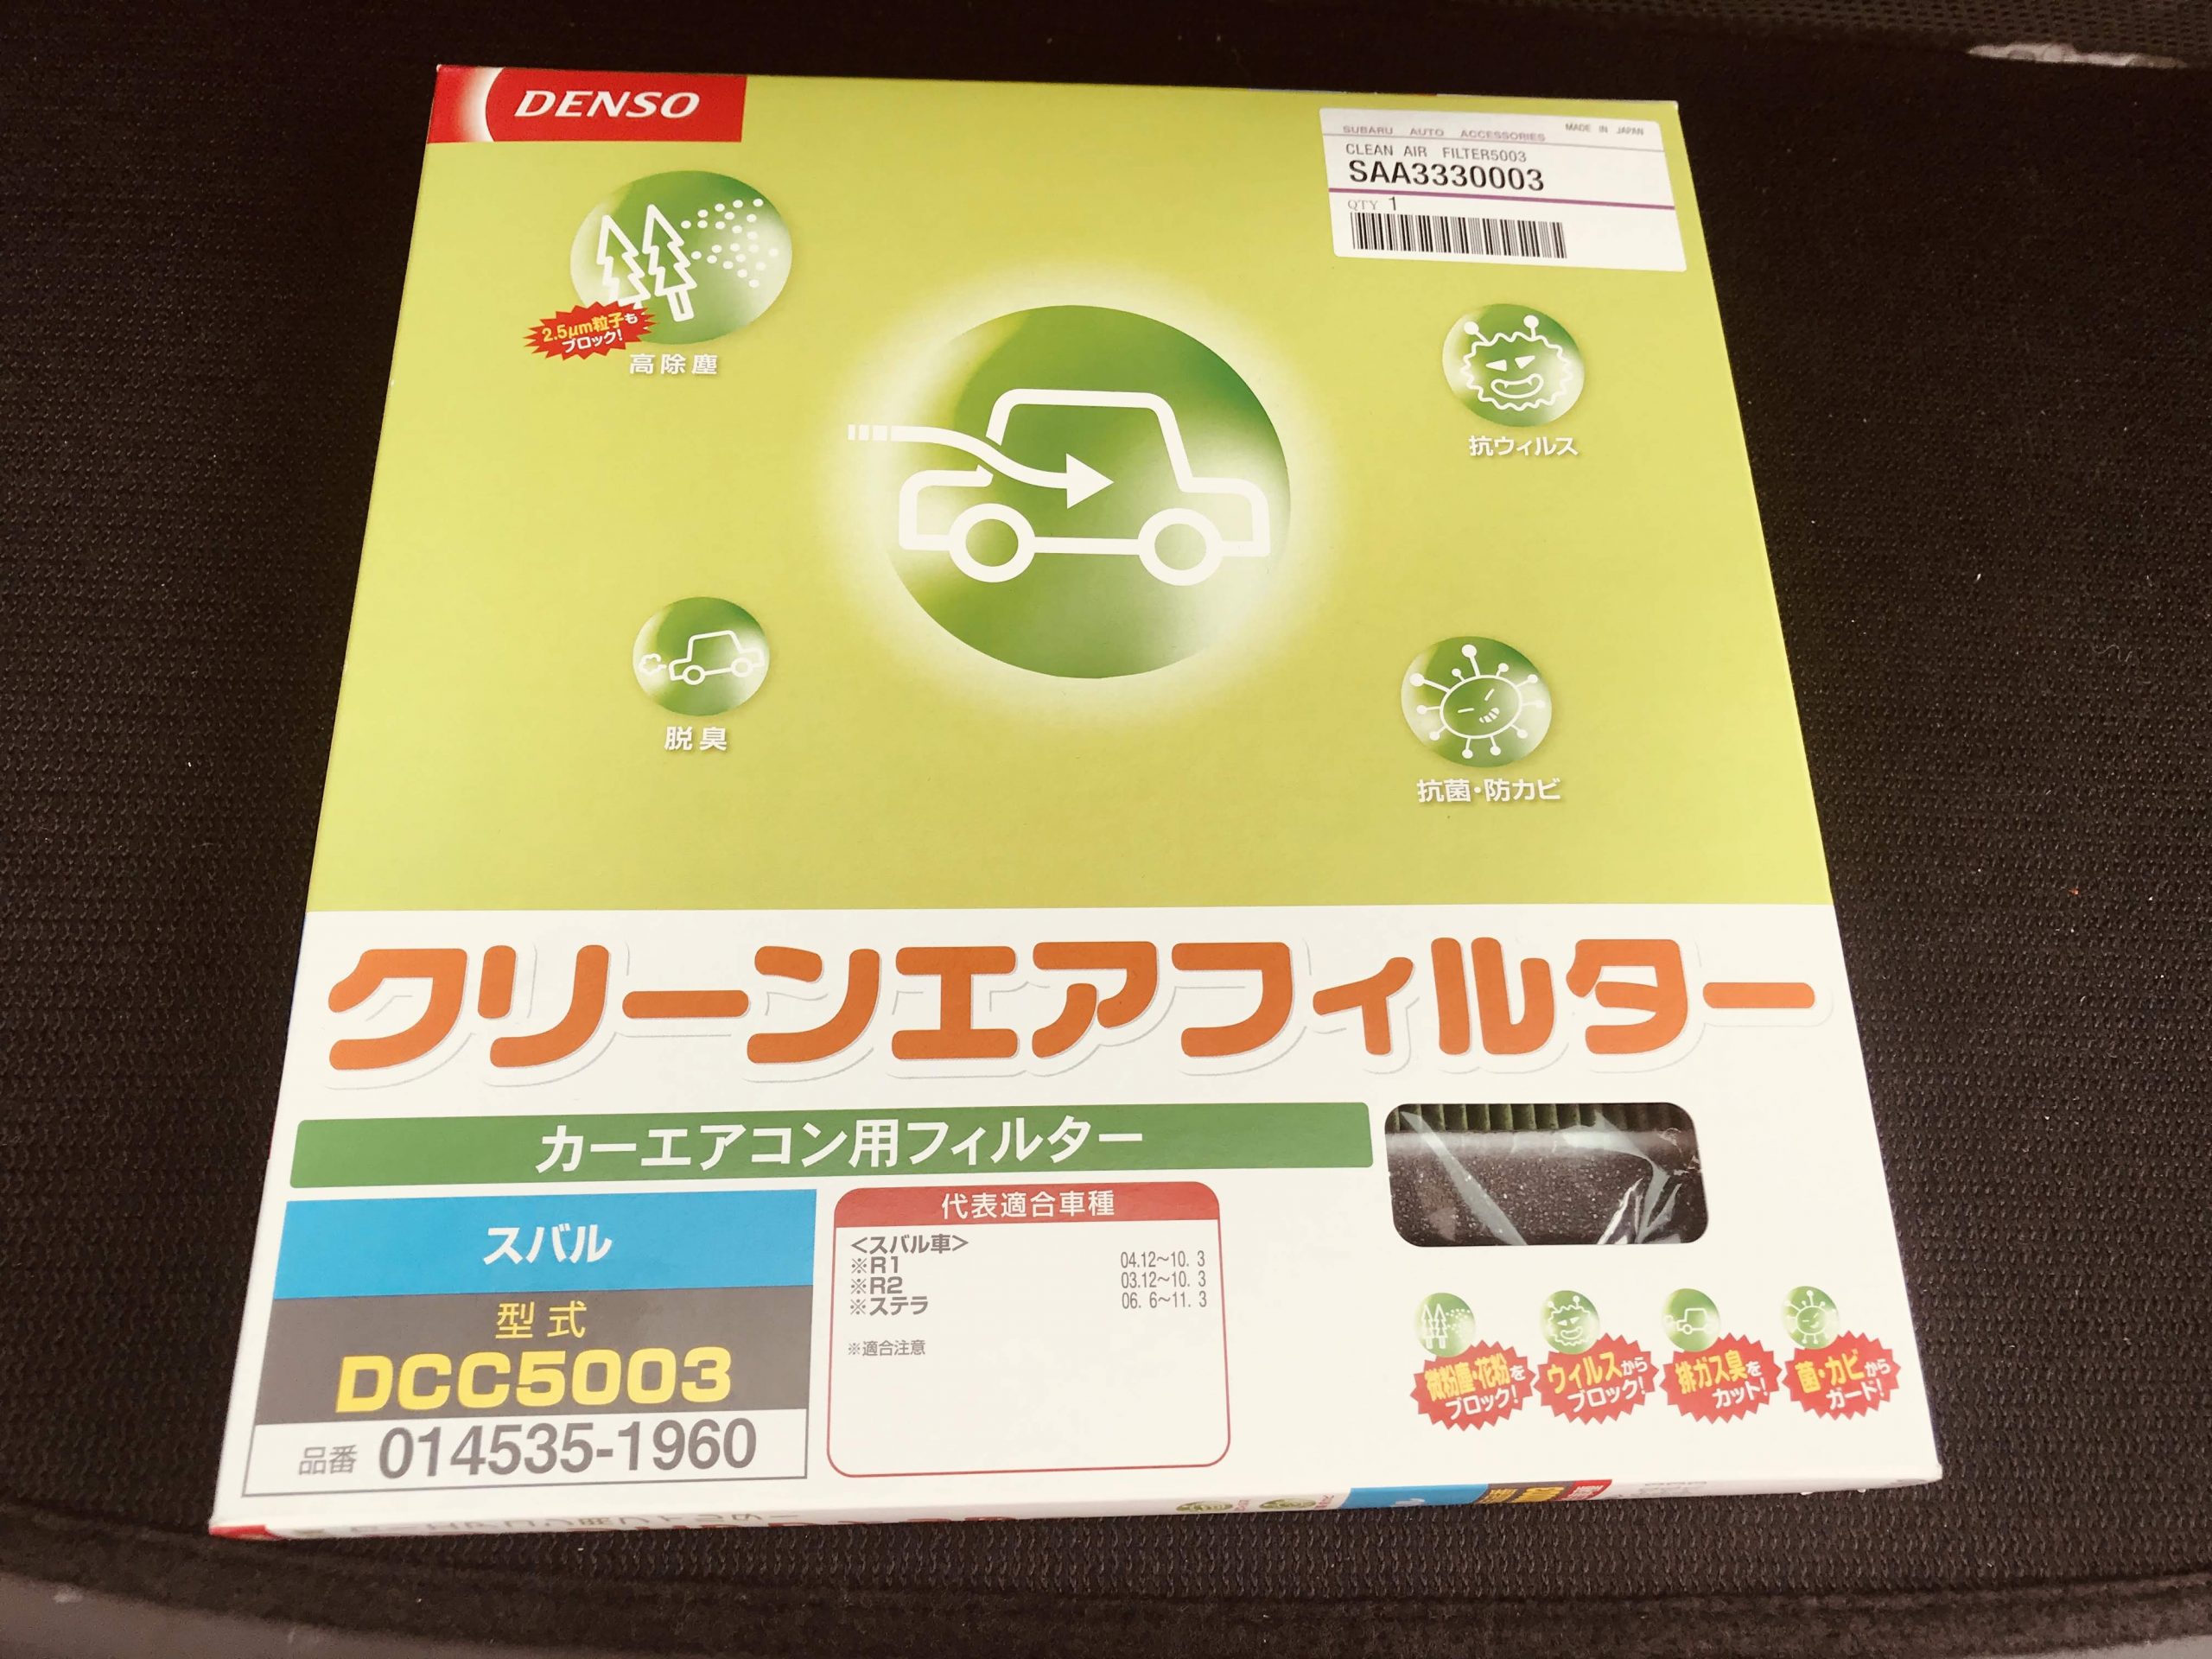 DENSO
SUBARU AUTO ACCESSORIES
MADE IN JAPAN
CLEAN AIR FILTER5003
SAA3330003
QTY 1
2.5μm粒子も
ブロック!
高除塵
抗ウィルス
脱臭
抗菌・防カビ
クリーンエアフィルター
カーエアコン用フィルター
スバル
型式
DCC5003
品番 014535-1960
代表適合車種
<スバル車>
※R1 04.12~10. 3
※R2 03.12~10. 3
※ステラ 06. 6~11. 3
※適合注意
微粉塵・花粉を
ブロック!
ウィルスから
ブロック!
排ガス臭を
カット!
菌・カビから
ガード!